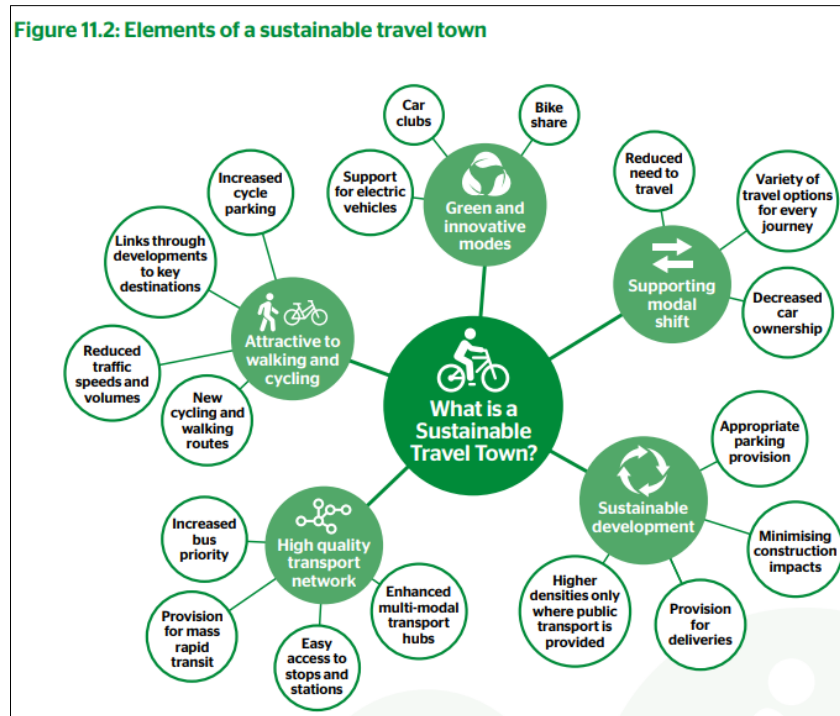 Figure 11.2: Elements of a sustainable travel town
Car
clubs
Bike
share
Support
for electric
vehicles
Green and
innovative
modes
Reduced
need to
travel
Variety of
travel options
for every
journey
Decreased
car
ownership
Supporting
modal
shift
Increased
cycle
parking
Links through
developments
to key
destinations
Reduced
traffic
speeds and
volumes
New
cycling and
walking
routes
Attractive to
walking and
cycling
What is a
Sustainable
Travel Town?
Appropriate
parking
provision
Minimising
construction
impacts
Provision
for
deliveries
Higher
densities only
where public
transport is
provided
Sustainable
development
Increased
bus
priority
Provision
for mass
rapid
transit
Easy
access to
stops and
stations
Enhanced
multi-modal
transport
hubs
High quality
transport
network